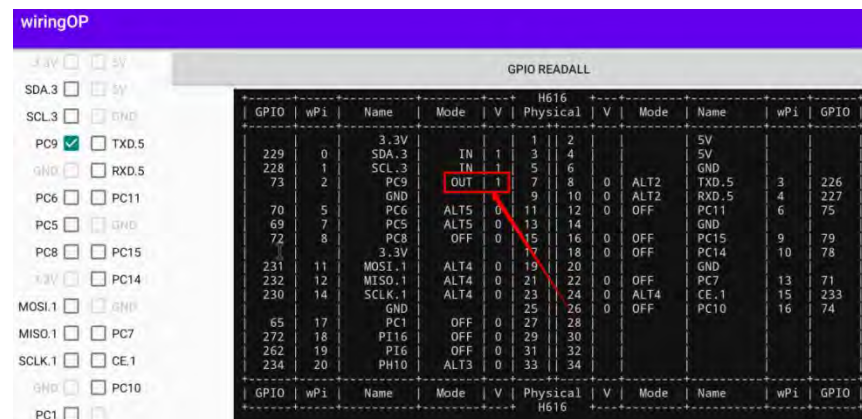 wiringOP
3.3V 5V
SDA.3 5V
SCL.3 GND
PC9 TXD.5
GND RXD.5
PC6 PC11
PC5 GND
PC8 PC15
3.3V PC14
MOSI.1 GND
MISO.1 PC7
SCLK.1 CE.1
GND PC10
PC1
GPIO READALL
+------+-----+----------+--------+---+ H616 +---+--------+----------+-----+------+
| GPIO | wPi | Name | Mode | V | Physical | V | Mode | Name | wPi | GPIO |
| | | 3.3V | | | 1 || 2 | | | 5V | | |
| 229 | 0 | SDA.3 | IN | 1 | 3 || 4 | | | 5V | | |
| 228 | 1 | SCL.3 | IN | 1 | 5 || 6 | | | GND | | |
| 73 | 2 | PC9 | OUT | 1 | 7 || 8 | 0 | ALT2 | TXD.5 | 3 | 226 |
| | | GND | | | 9 || 10 | 0 | ALT2 | RXD.5 | 4 | 227 |
| 70 | 5 | PC6 | ALT5 | 0 | 11 || 12 | 0 | OFF | PC11 | 6 | 75 |
| 69 | 7 | PC5 | ALT5 | 0 | 13 || 14 | | | GND | | |
| 72 | 8 | PC8 | OFF | 0 | 15 || 16 | 0 | OFF | PC15 | 9 | 79 |
| | | 3.3V | | | 17 || 18 | 0 | OFF | PC14 | 10 | 78 |
| 231 | 11 | MOSI.1 | ALT4 | 0 | 19 || 20 | | | GND | | |
| 232 | 12 | MISO.1 | ALT4 | 0 | 21 || 22 | 0 | OFF | PC7 | 13 | 71 |
| 230 | 14 | SCLK.1 | ALT4 | 0 | 23 || 24 | 0 | ALT4 | CE.1 | 15 | 233 |
| | | GND | | | 25 || 26 | 0 | OFF | PC10 | 16 | 74 |
| 65 | 17 | PC1 | OFF | 0 | 27 || 28 | | | | | |
| 272 | 18 | PI16 | OFF | 0 | 29 || 30 | | | | | |
| 262 | 19 | PI6 | OFF | 0 | 31 || 32 | | | | | |
| 234 | 20 | PH10 | ALT3 | 0 | 33 || 34 | | | | | |
| GPIO | wPi | Name | Mode | V | Physical | V | Mode | Name | wPi | GPIO |
+------+-----+----------+--------+---+ H616 +---+--------+----------+-----+------+